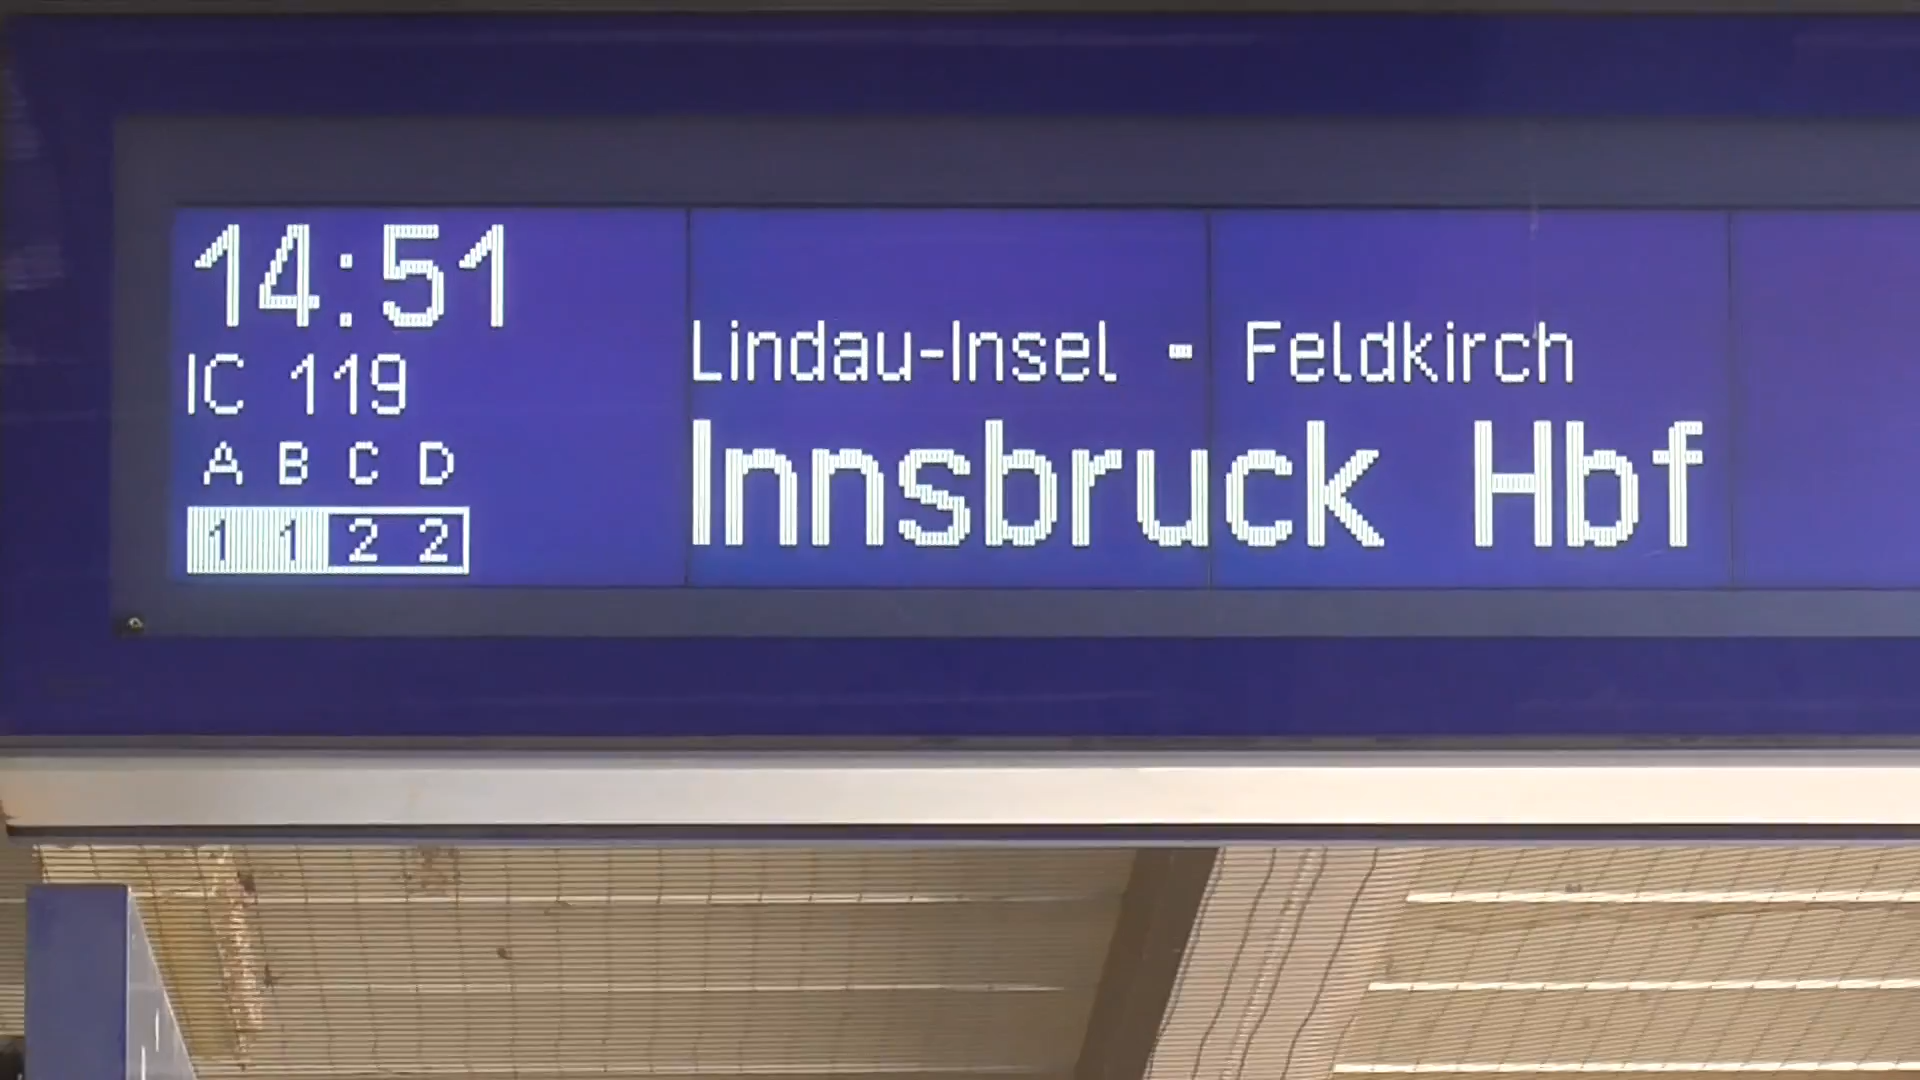 14:51
IC 119
A B C D
1 1 2 2
Lindau-Insel - Feldkirch
Innsbruck Hbf